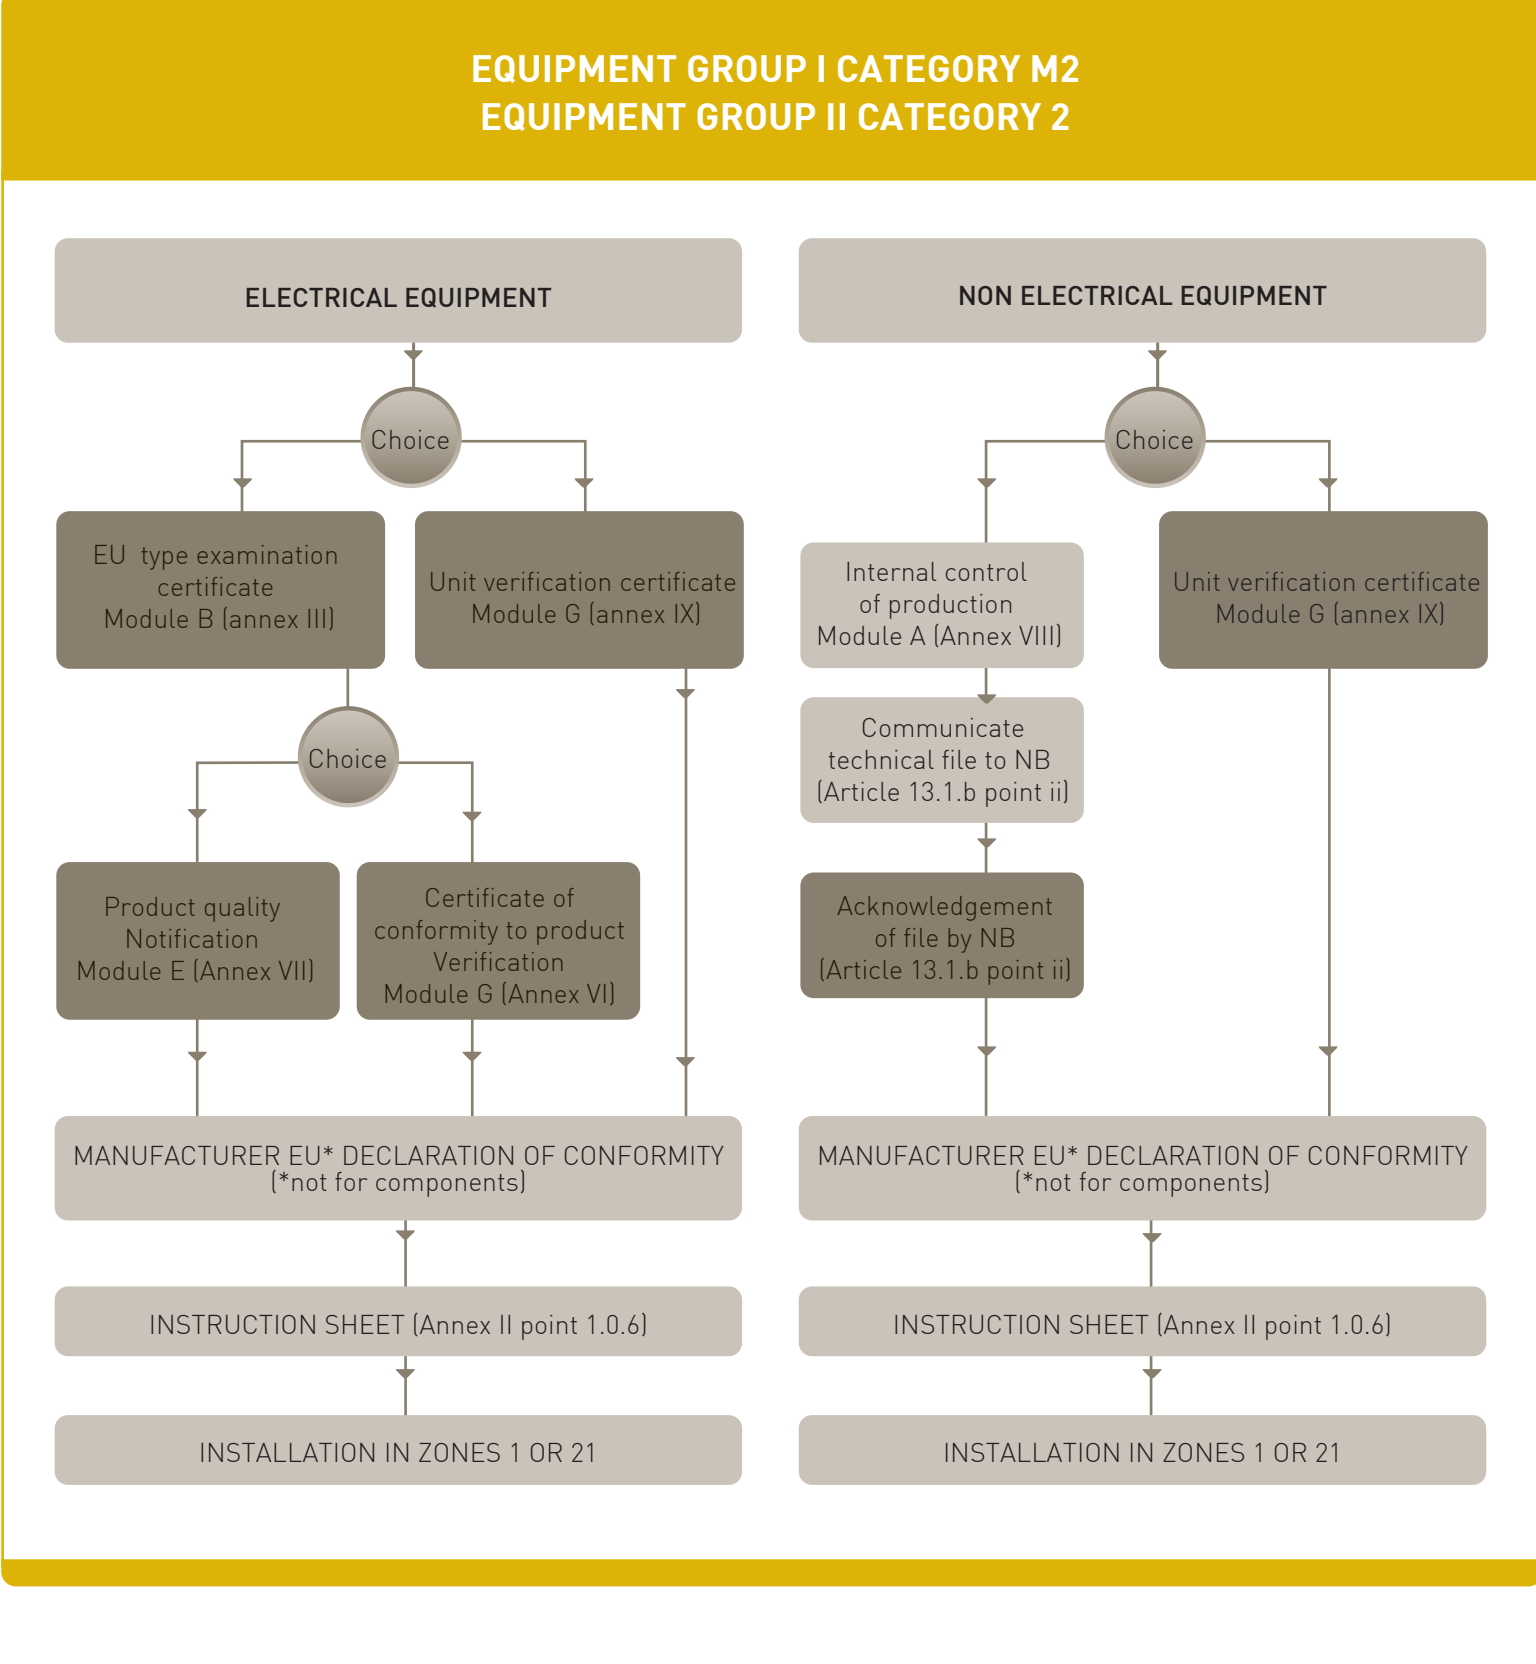 EQUIPMENT GROUP I CATEGORY M2
EQUIPMENT GROUP II CATEGORY 2
ELECTRICAL EQUIPMENT
Choice
EU type examination
certificate
Module B (annex III)
Unit verification certificate
Module G (annex IX)
Choice
Product quality
Notification
Module E (Annex VII)
Certificate of
conformity to product
Verification
Module G (Annex VI)
MANUFACTURER EU* DECLARATION OF CONFORMITY
(*not for components)
INSTRUCTION SHEET (Annex II point 1.0.6)
INSTALLATION IN ZONES 1 OR 21
NON ELECTRICAL EQUIPMENT
Choice
Internal control
of production
Module A (Annex VIII)
Communicate
technical file to NB
(Article 13.1.b point ii)
Acknowledgement
of file by NB
(Article 13.1.b point ii)
Unit verification certificate
Module G (annex IX)
MANUFACTURER EU* DECLARATION OF CONFORMITY
(*not for components)
INSTRUCTION SHEET (Annex II point 1.0.6)
INSTALLATION IN ZONES 1 OR 21